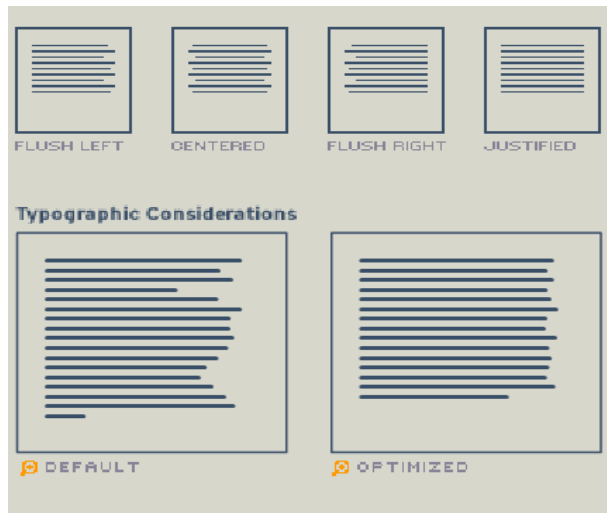 FLUSH LEFT
CENTERED
FLUSH RIGHT
JUSTIFIED
Typographic Considerations
DEFAULT
OPTIMIZED